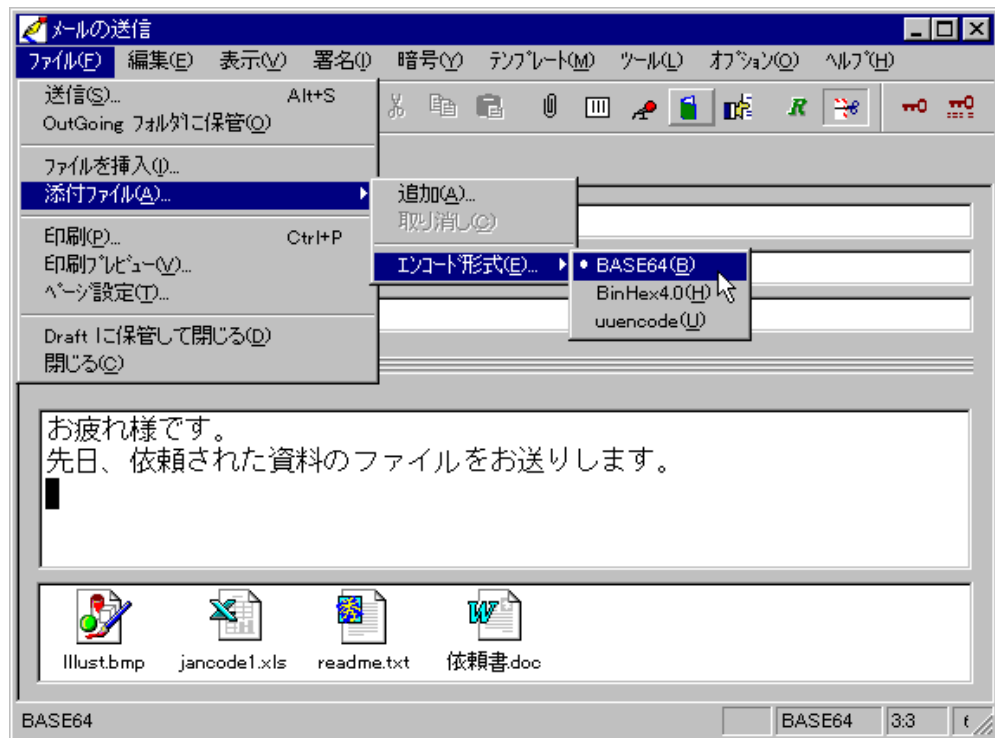 メールの送信
ファイル(F) 編集(E) 表示(V) 署名(I) 暗号(Y) テンプレート(M) ツール(L) オプション(O) ヘルプ(H)
送信(S)... Alt+S
OutGoing フォルダに保管(O)
ファイルを挿入(I)...
添付ファイル(A)...
印刷(P)... Ctrl+P
印刷プレビュー(V)...
ページ設定(T)...
Draft に保管して閉じる(D)
閉じる(C)
追加(A)...
取り消し(C)
エンコード形式(E)...
BASE64(B)
BinHex4.0(H)
uuencode(U)
R
お疲れ様です。
先日、依頼された資料のファイルをお送りします。
Illust.bmp jancode1.xls readme.txt 依頼書.doc
BASE64 BASE64 3:3